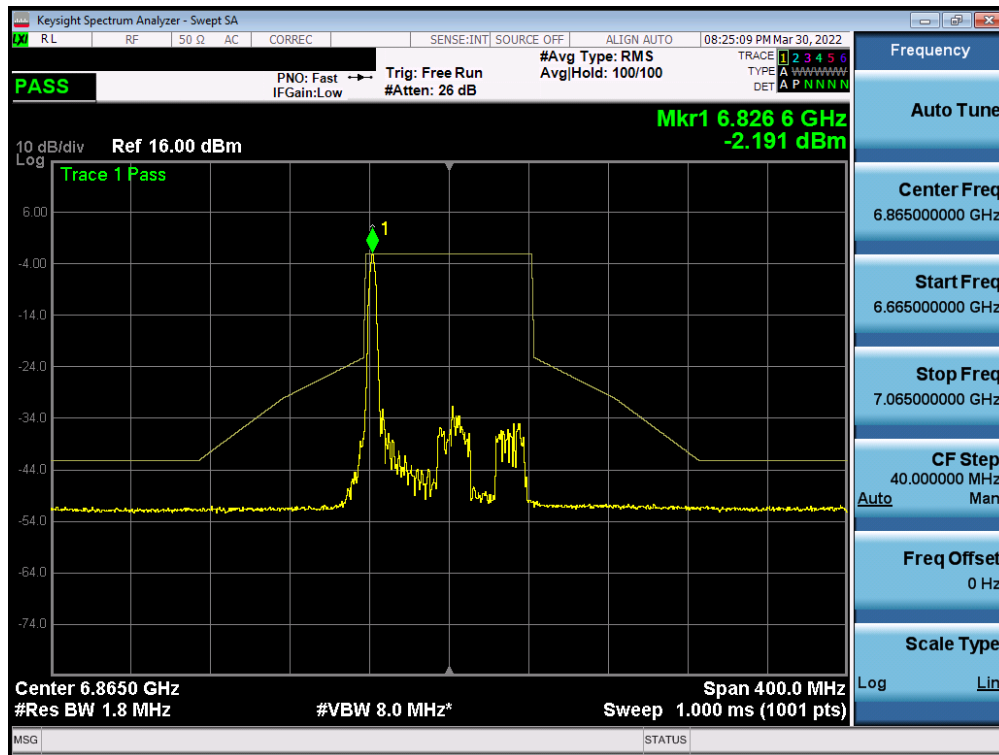 Keysight Spectrum Analyzer - Swept SA
LXI RL RF 50 Ω AC CORREC SENSE:INT SOURCE OFF ALIGN AUTO 08:25:09 PM Mar 30, 2022
PASS
PNO: Fast
IFGain:Low
Trig: Free Run
#Atten: 26 dB
#Avg Type: RMS
Avg|Hold: 100/100
TRACE 1 2 3 4 5 6
TYPE A WWWWW
DET A P N N N N
Mkr1 6.826 6 GHz
-2.191 dBm
10 dB/div Ref 16.00 dBm
Log
Trace 1 Pass
1
6.00
-4.00
-14.0
-24.0
-34.0
-44.0
-54.0
-64.0
-74.0
Center 6.8650 GHz Span 400.0 MHz
#Res BW 1.8 MHz #VBW 8.0 MHz* Sweep 1.000 ms (1001 pts)
MSG STATUS
Frequency
Auto Tune
Center Freq
6.865000000 GHz
Start Freq
6.665000000 GHz
Stop Freq
7.065000000 GHz
CF Step
40.000000 MHz
Auto Man
Freq Offset
0 Hz
Scale Type
Log Lin